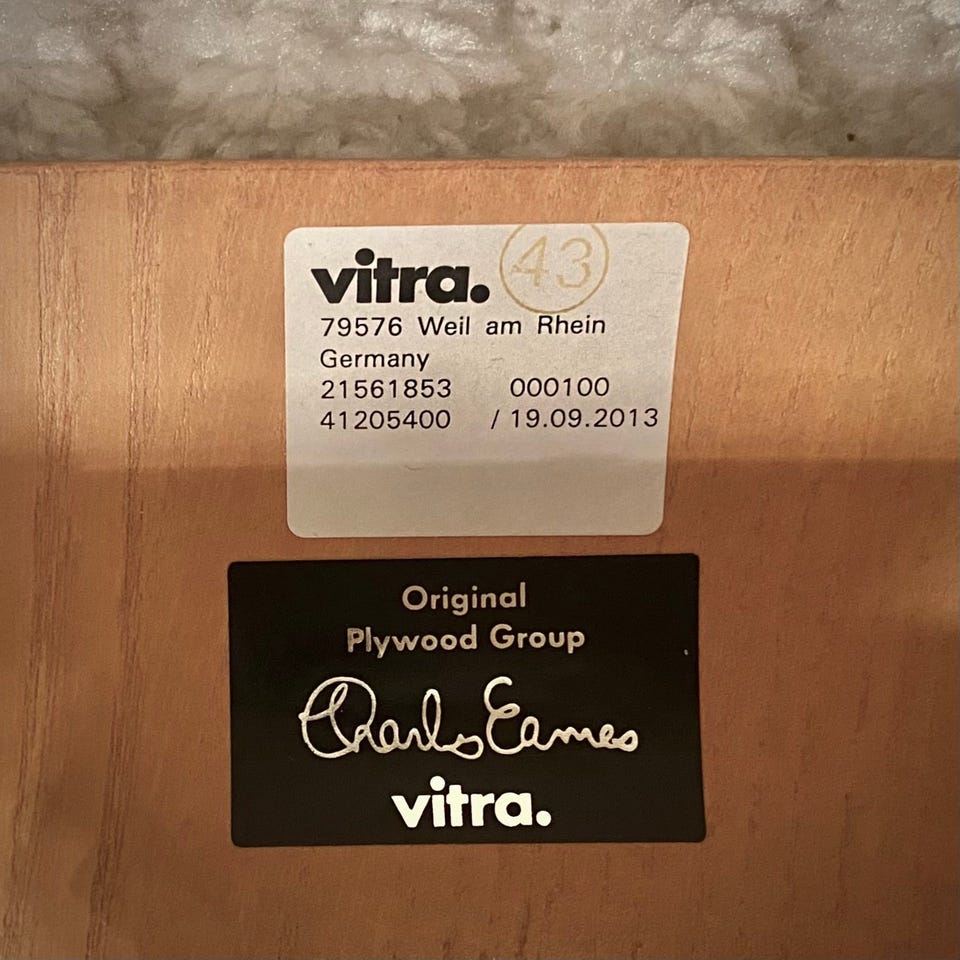 vitra. 43
79576 Weil am Rhein
Germany
21561853 000100
41205400 / 19.09.2013
Original
Plywood Group
Charles Eames
vitra.